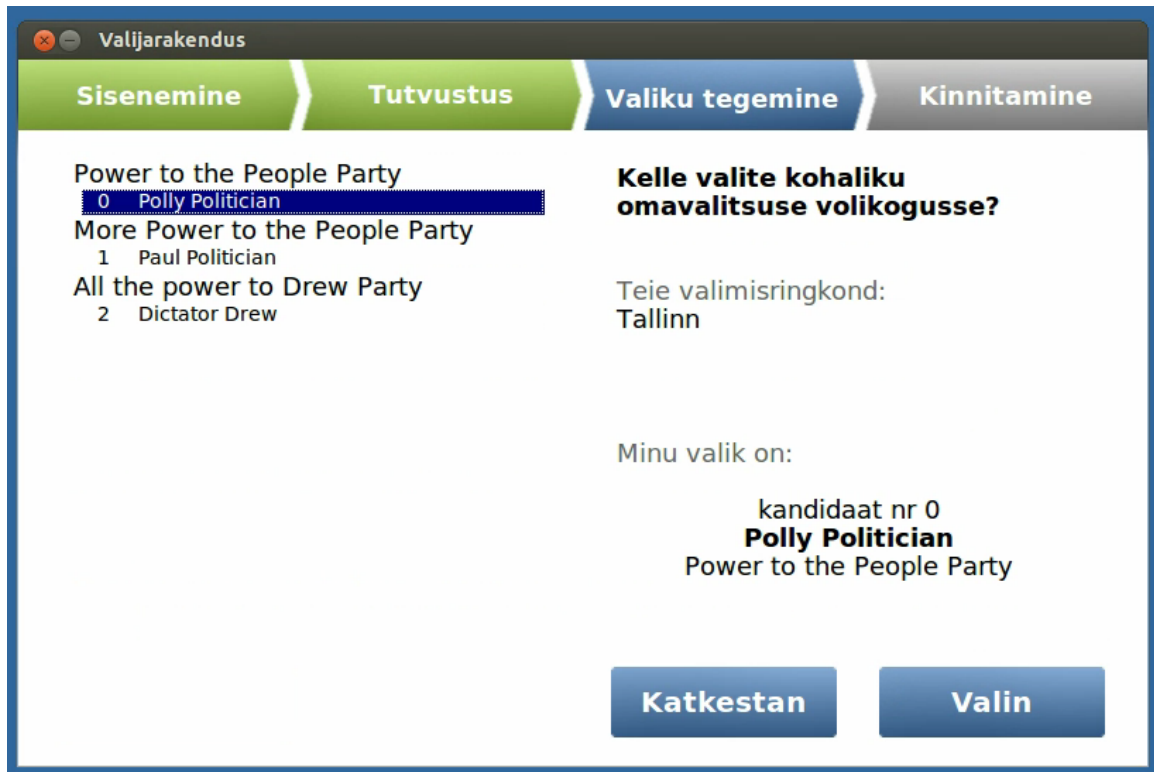 Valijarakendus
Sisenemine
Tutvustus
Valiku tegemine
Kinnitamine
Power to the People Party
0 Polly Politician
More Power to the People Party
1 Paul Politician
All the power to Drew Party
2 Dictator Drew
Kelle valite kohaliku
omavalitsuse volikogusse?
Teie valimisringkond:
Tallinn
Minu valik on:
kandidaat nr 0
Polly Politician
Power to the People Party
Katkestan
Valin